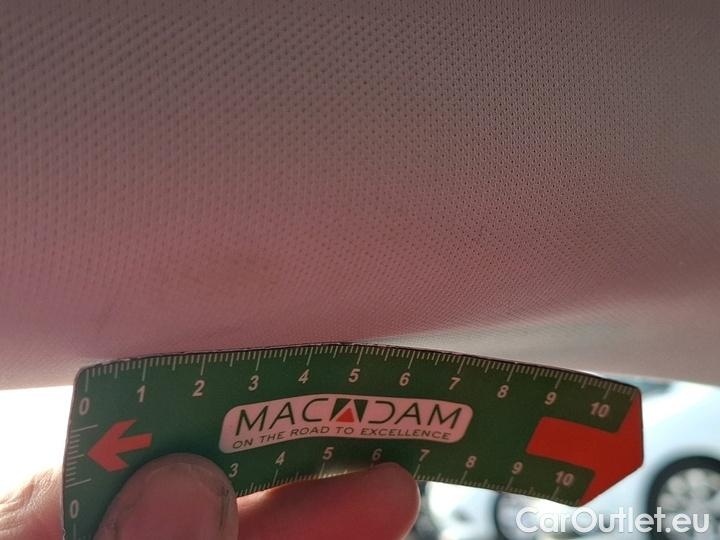 0 1 2 3 4 5 6 7 8 9 10
MACADAM
ON THE ROAD TO EXCELLENCE
0 3 4 5 6 7 8 9 10
CarOutlet.eu